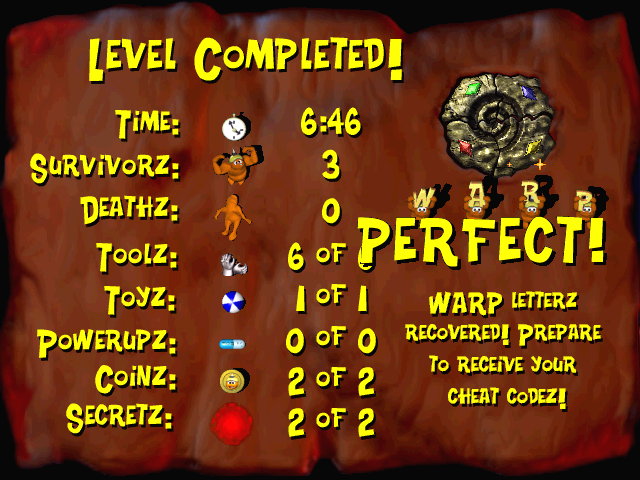 Level Completed!
Time: 6:46
Survivorz: 3
Deathz: 0
Toolz: 6 of
Toyz: 1 of 1
Powerupz: 0 of 0
Coinz: 2 of 2
Secretz: 2 of 2
W A R P
PERFECT!
WARP letterz
recovered! Prepare
to receive your
cheat codez!